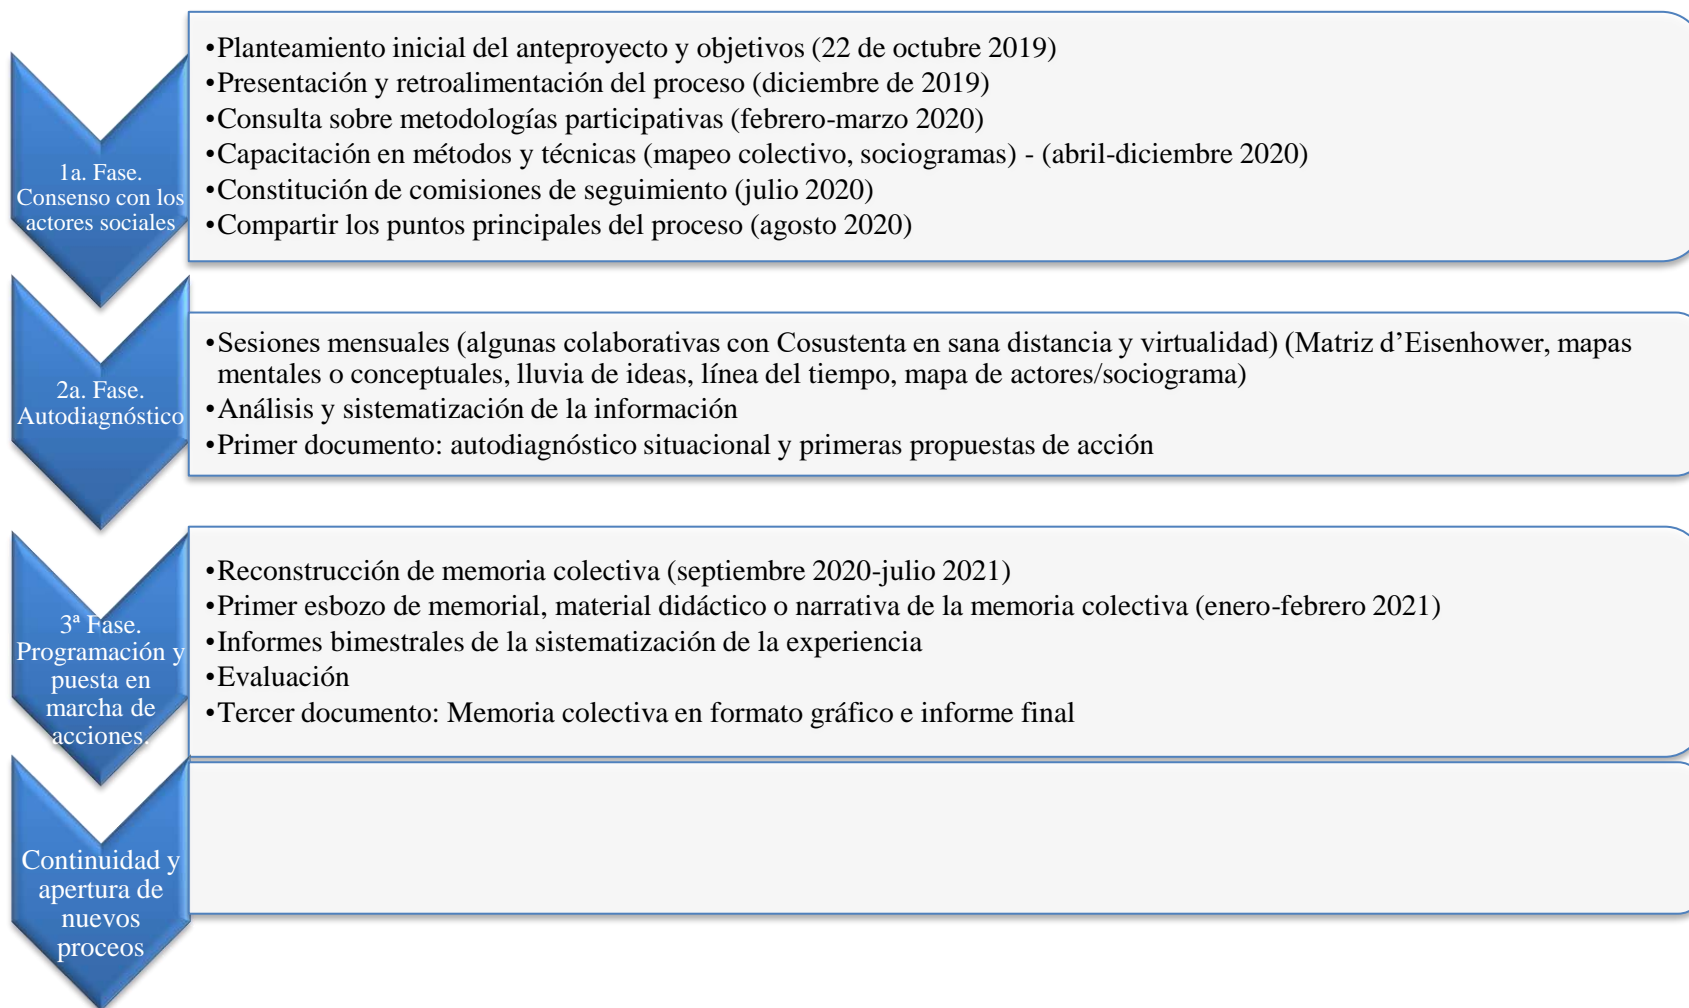 1a. Fase.
Consenso con los
actores sociales
•Planteamiento inicial del anteproyecto y objetivos (22 de octubre 2019)
•Presentación y retroalimentación del proceso (diciembre de 2019)
•Consulta sobre metodologías participativas (febrero-marzo 2020)
•Capacitación en métodos y técnicas (mapeo colectivo, sociogramas) - (abril-diciembre 2020)
•Constitución de comisiones de seguimiento (julio 2020)
•Compartir los puntos principales del proceso (agosto 2020)
2a. Fase.
Autodiagnóstico
•Sesiones mensuales (algunas colaborativas con Cosustenta en sana distancia y virtualidad) (Matriz d’Eisenhower, mapas
mentales o conceptuales, lluvia de ideas, línea del tiempo, mapa de actores/sociograma)
•Análisis y sistematización de la información
•Primer documento: autodiagnóstico situacional y primeras propuestas de acción
3ª Fase.
Programación y
puesta en
marcha de
acciones.
•Reconstrucción de memoria colectiva (septiembre 2020-julio 2021)
•Primer esbozo de memorial, material didáctico o narrativa de la memoria colectiva (enero-febrero 2021)
•Informes bimestrales de la sistematización de la experiencia
•Evaluación
•Tercer documento: Memoria colectiva en formato gráfico e informe final
Continuidad y
apertura de
nuevos
proceos